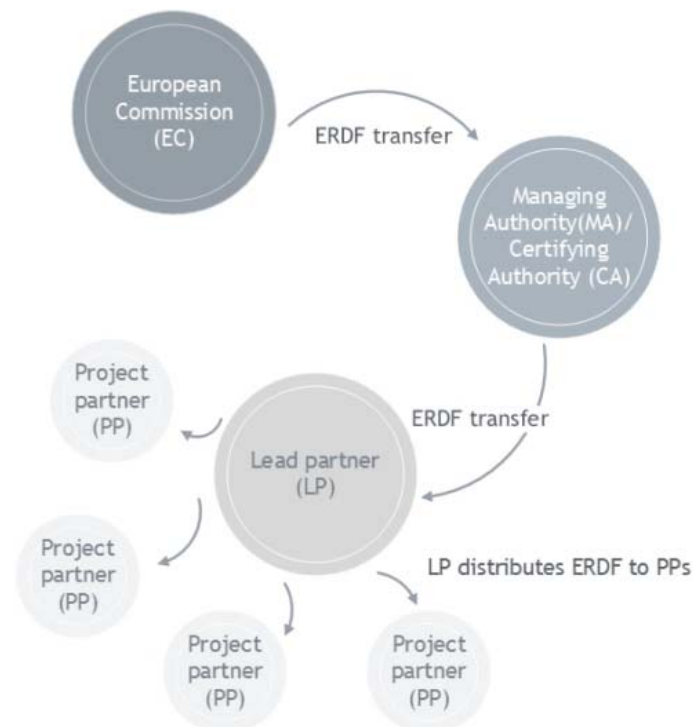 European
Commission
(EC)
ERDF transfer
Managing
Authority(MA)/
Certifying
Authority (CA)
Project
partner
(PP)
ERDF transfer
Lead partner
(LP)
Project
partner
(PP)
LP distributes ERDF to PPs
Project
partner
(PP)
Project
partner
(PP)